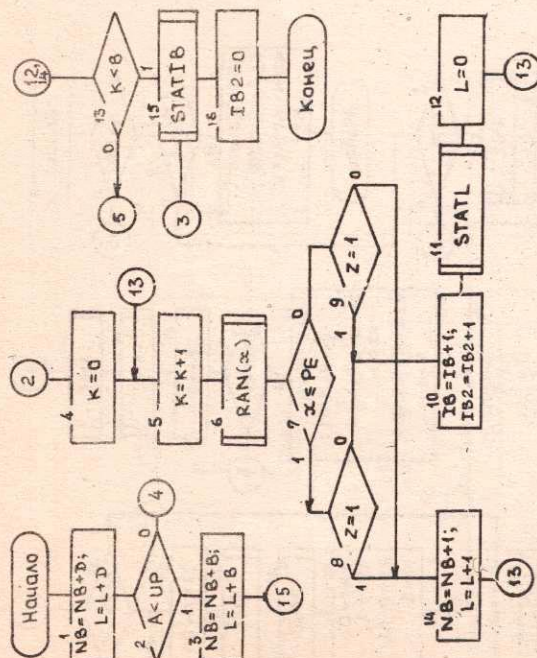 Начало
1
NB=NB+D;
L=L+D
2
A<UP
0
4
1
3
NB=NB+B;
L=L+B
15
2
4
K=0
13
5
K=K+1
6
RAN(x)
7
x≤PE
1
0
8
Z=1
1
0
9
Z=1
1
0
14
NB=NB+1;
L=L+1
13
10
IB=IB+1;
IB2=IB2+1
11
STATL
12
L=0
13
12,
14
13
K<B
0
1
5
15
STATIB
3
16
IB2=0
Конец